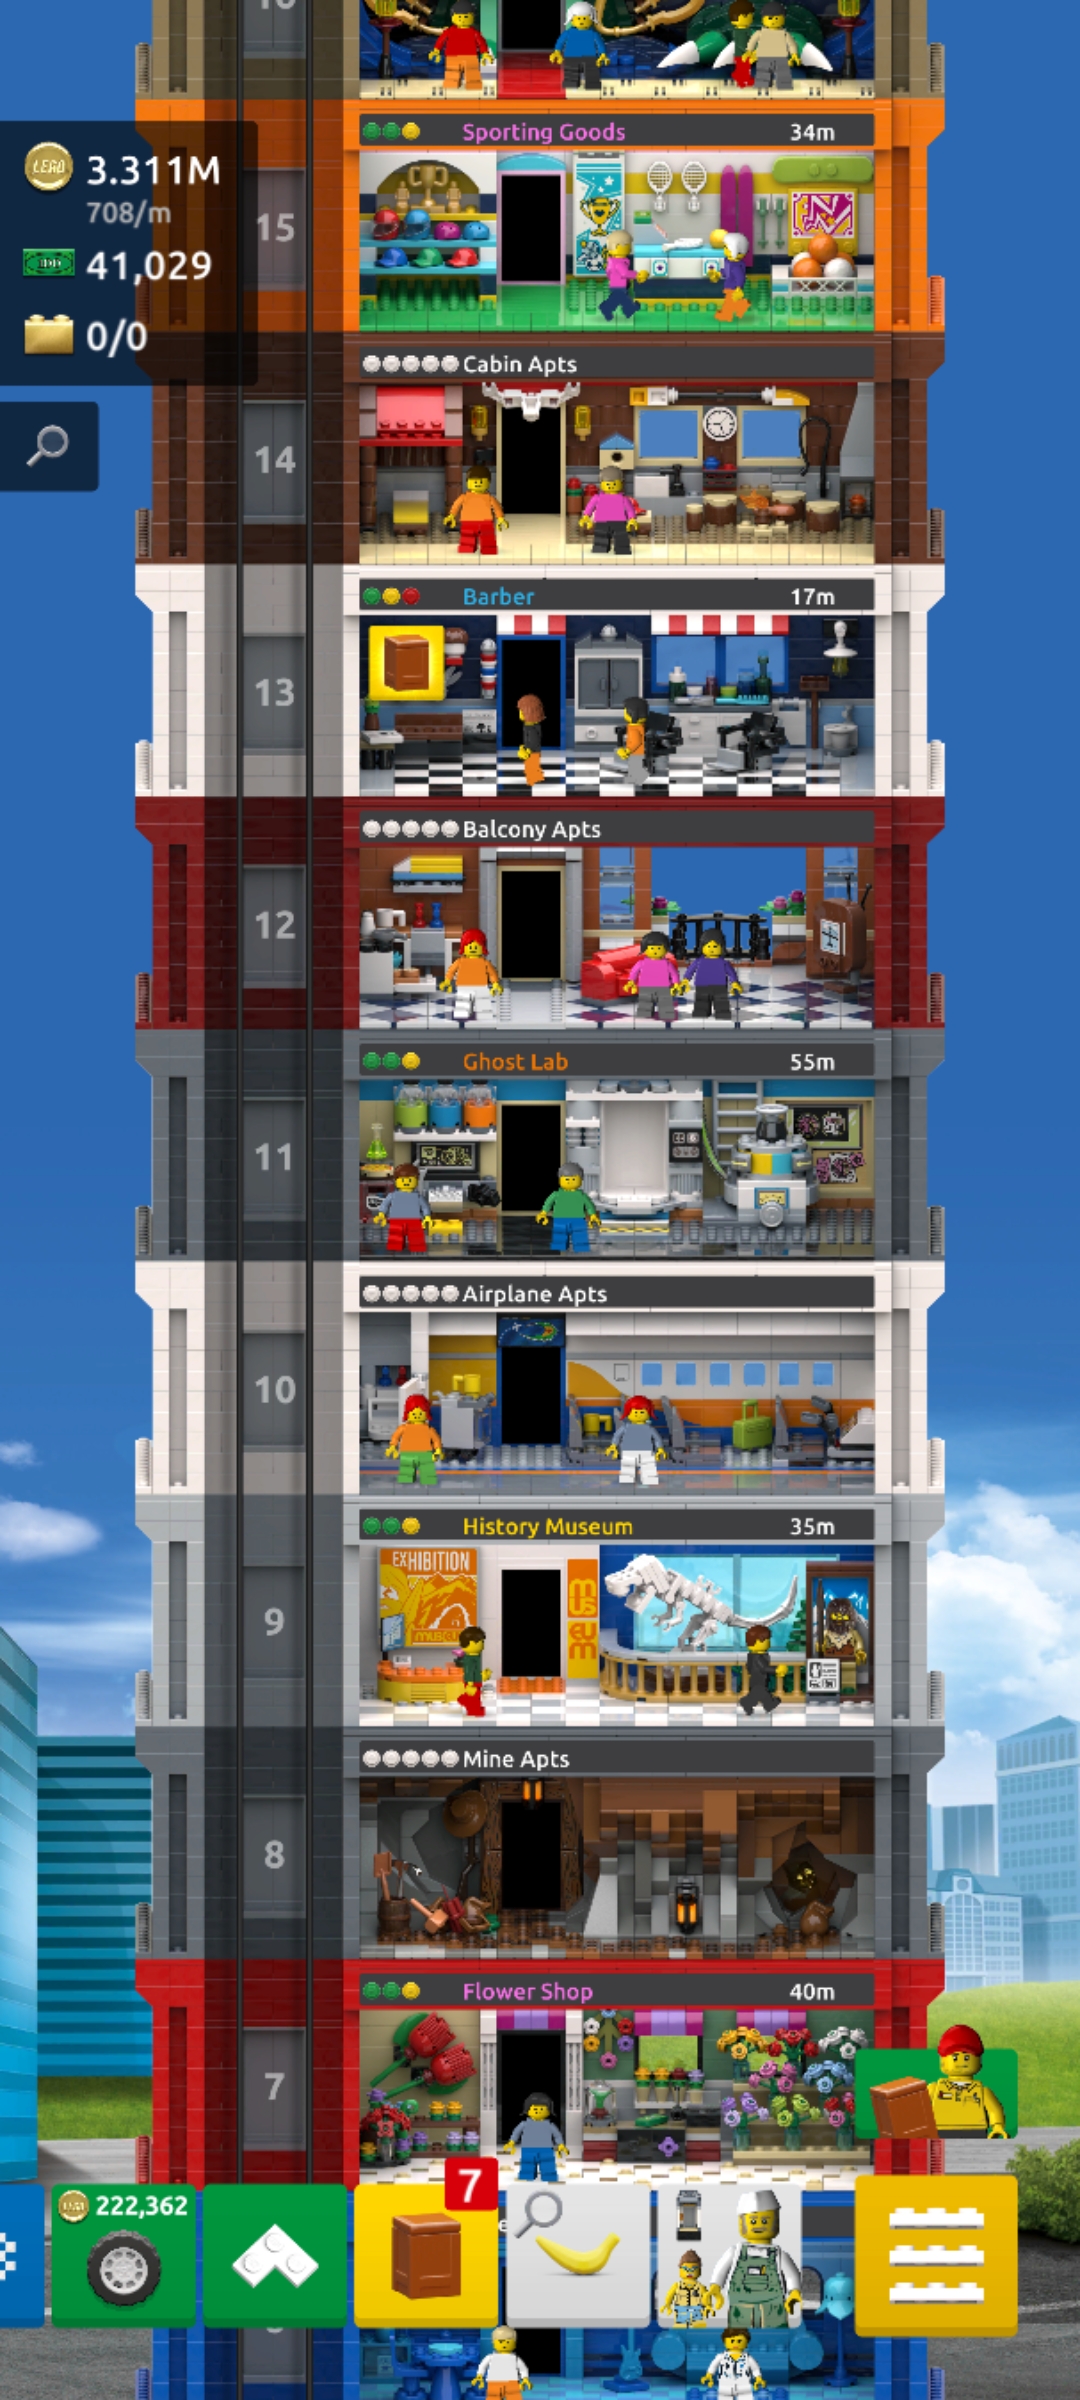 Sporting Goods 34m
LEGO 3.311M
708/m
41,029
0/0
15
Cabin Apts
14
Barber 17m
13
Balcony Apts
12
Ghost Lab 55m
11
Airplane Apts
10
History Museum 35m
EXHIBITION
MUSEUM
9
Mine Apts
8
Flower Shop 40m
7
7
222,362